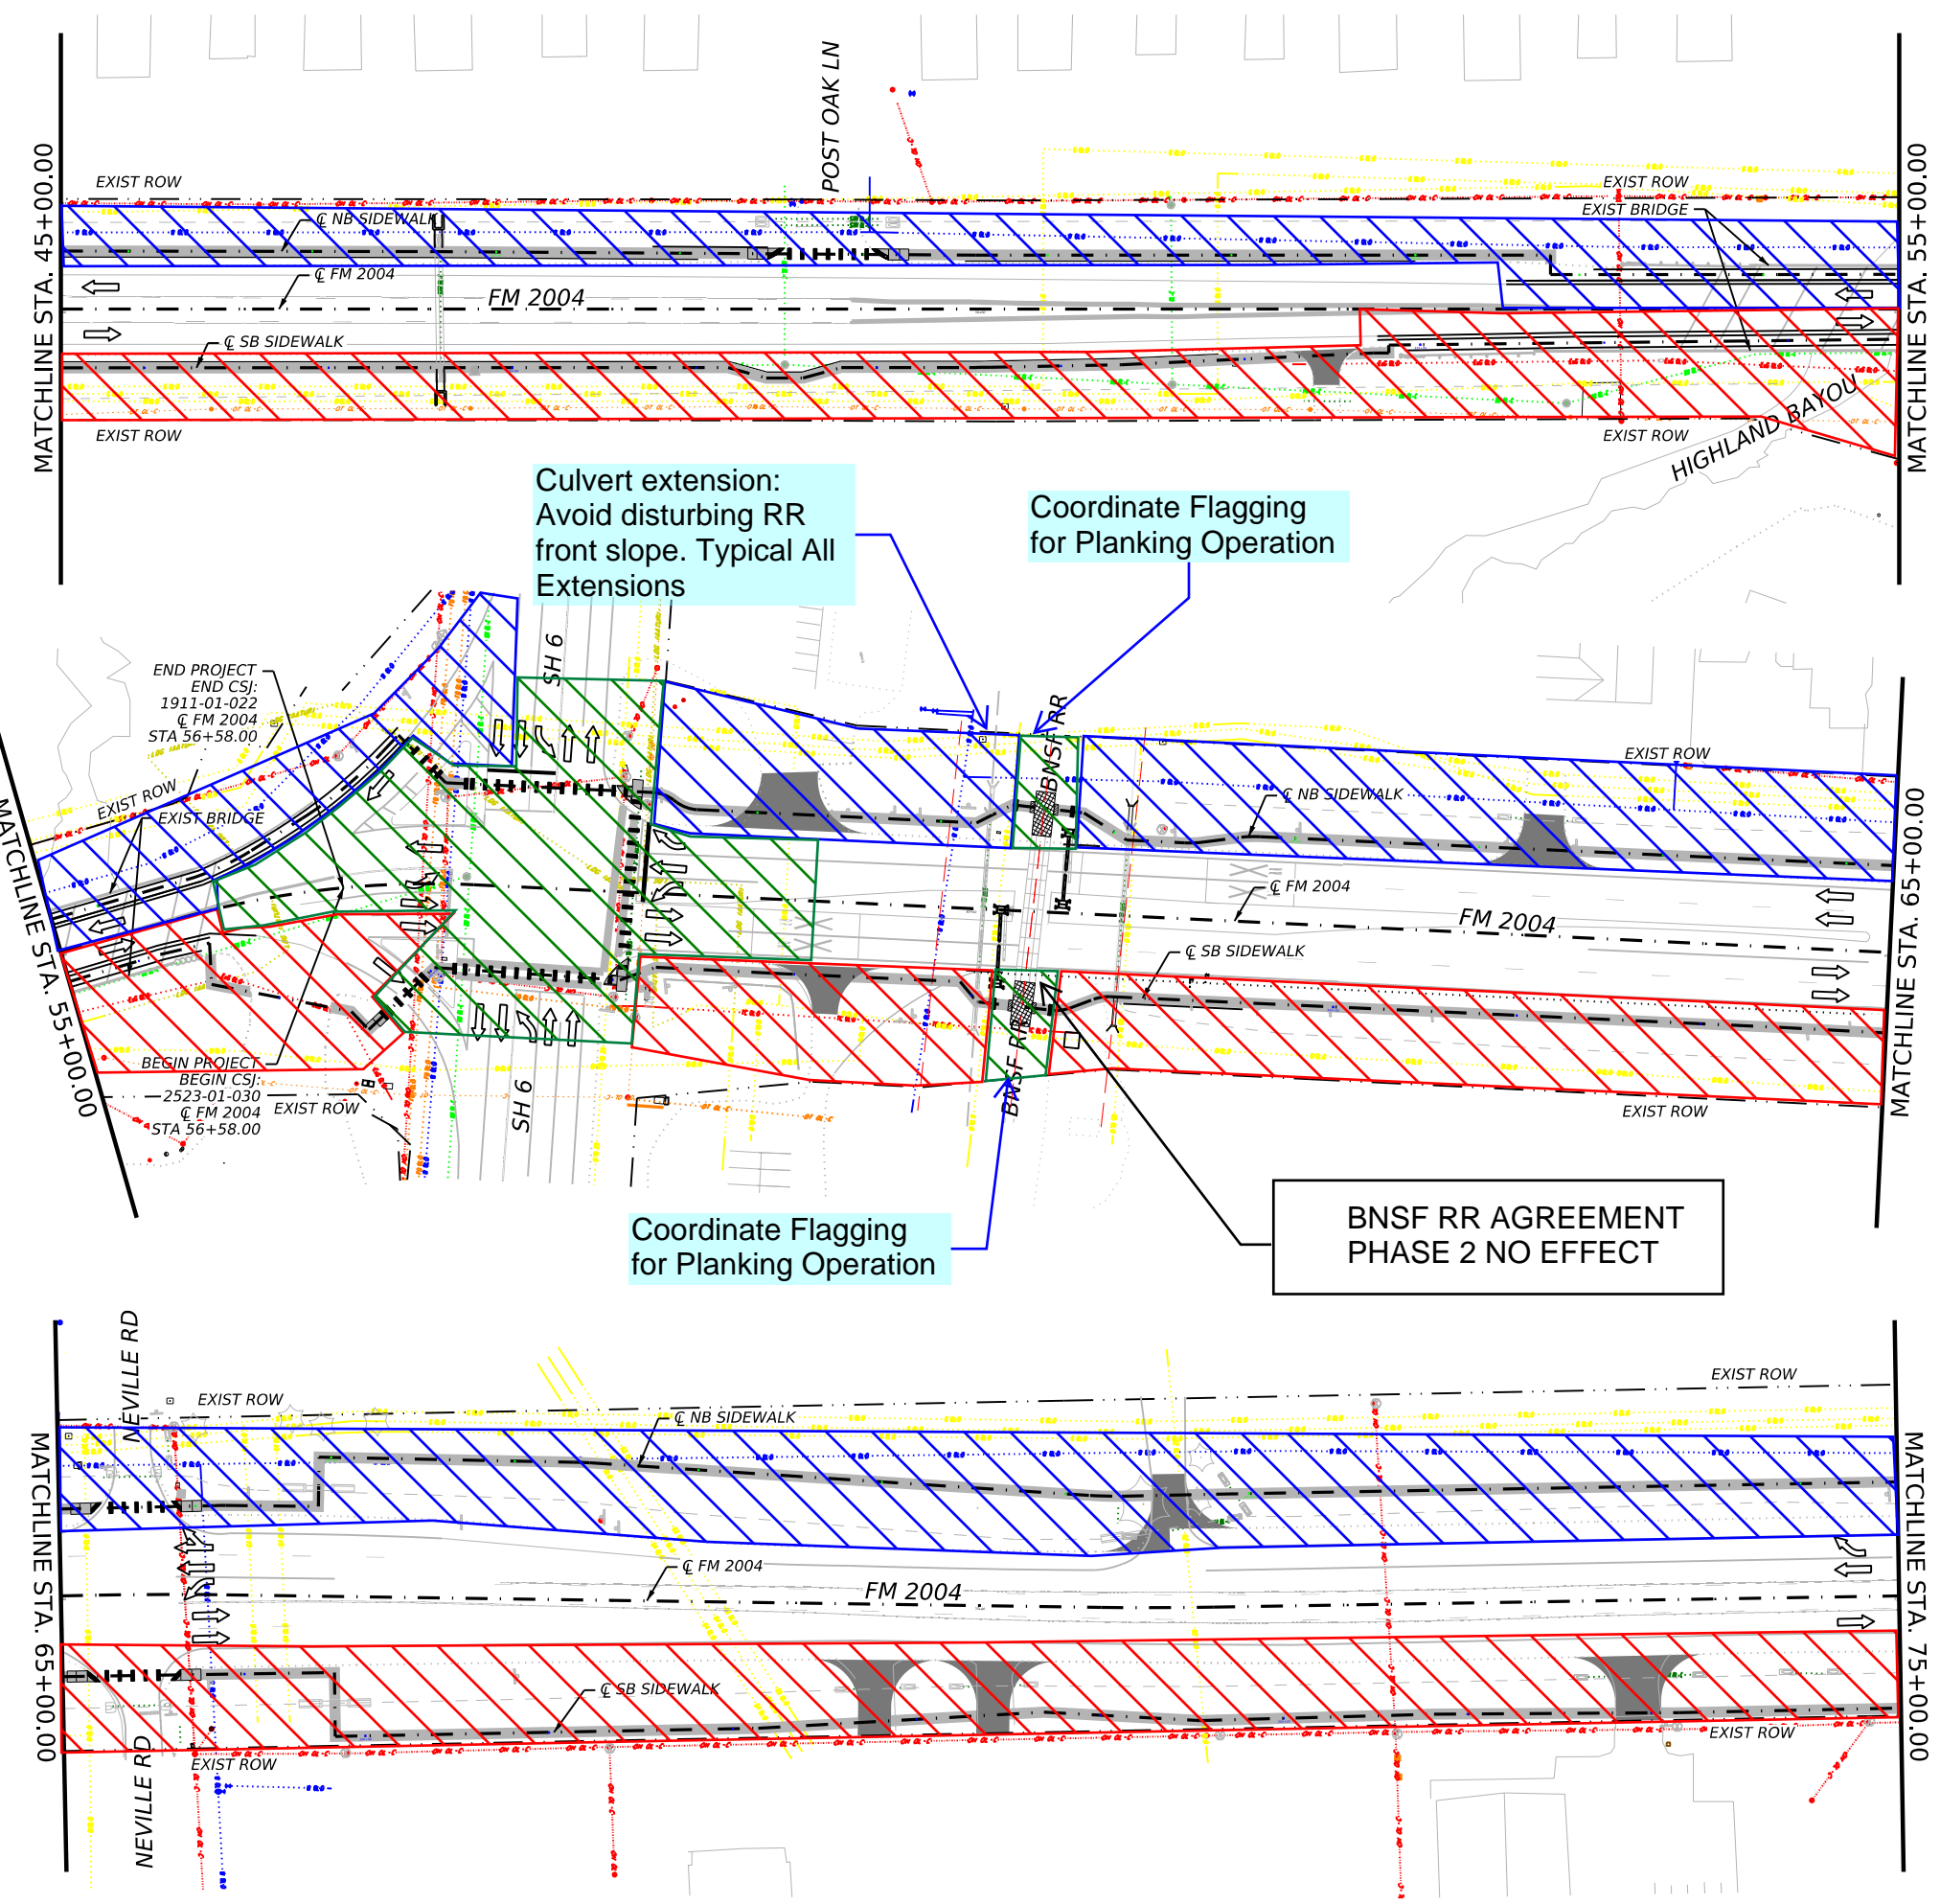 POST OAK LN
MATCHLINE STA. 45+00.00
MATCHLINE STA. 55+00.00
EXIST ROW
EXIST ROW
EXIST BRIDGE
℄ NB SIDEWALK
℄ FM 2004
FM 2004
℄ SB SIDEWALK
EXIST ROW
EXIST ROW
HIGHLAND BAYOU
Culvert extension:
Avoid disturbing RR
front slope. Typical All
Extensions
Coordinate Flagging
for Planking Operation
SH 6
END PROJECT
END CSJ:
1911-01-022
℄ FM 2004
STA 56+58.00
BNSF RR
EXIST ROW
EXIST ROW
EXIST BRIDGE
℄ NB SIDEWALK
MATCHLINE STA. 55+00.00
MATCHLINE STA. 65+00.00
℄ FM 2004
FM 2004
℄ SB SIDEWALK
BEGIN PROJECT
BEGIN CSJ:
2523-01-030
℄ FM 2004
STA 56+58.00
EXIST ROW
SH 6
BNSF RR
EXIST ROW
Coordinate Flagging
for Planking Operation
BNSF RR AGREEMENT
PHASE 2 NO EFFECT
NEVILLE RD
EXIST ROW
EXIST ROW
℄ NB SIDEWALK
MATCHLINE STA. 65+00.00
MATCHLINE STA. 75+00.00
℄ FM 2004
FM 2004
℄ SB SIDEWALK
EXIST ROW
EXIST ROW
NEVILLE RD